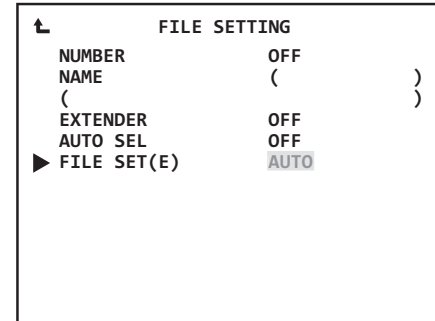 FILE SETTING
NUMBER OFF
NAME ( )
( )
EXTENDER OFF
AUTO SEL OFF
FILE SET(E) AUTO